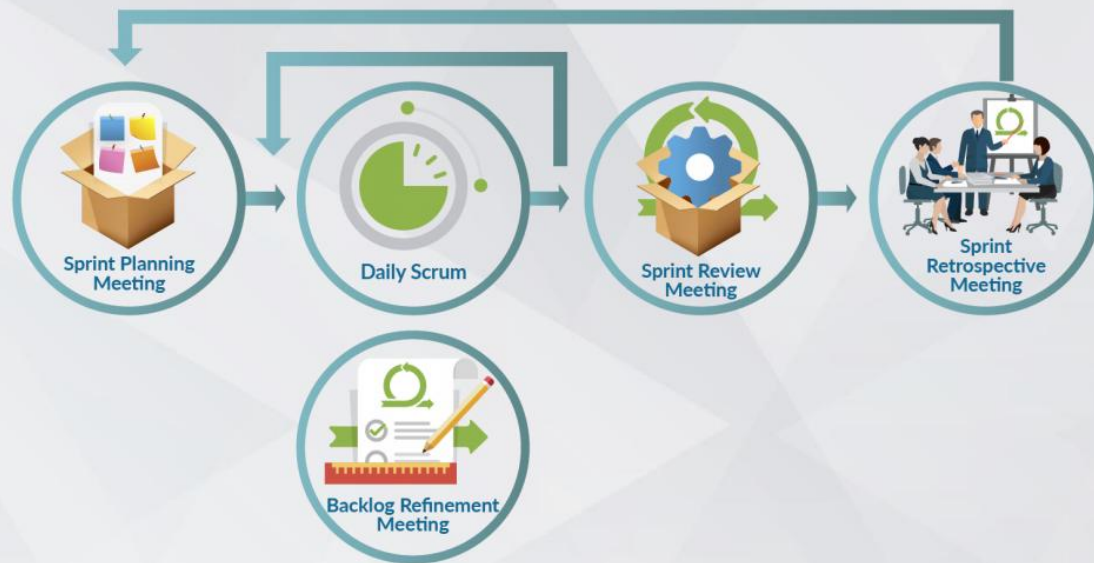 Sprint Planning
Meeting
Daily Scrum
Sprint Review
Meeting
Sprint
Retrospective
Meeting
Backlog Refinement
Meeting